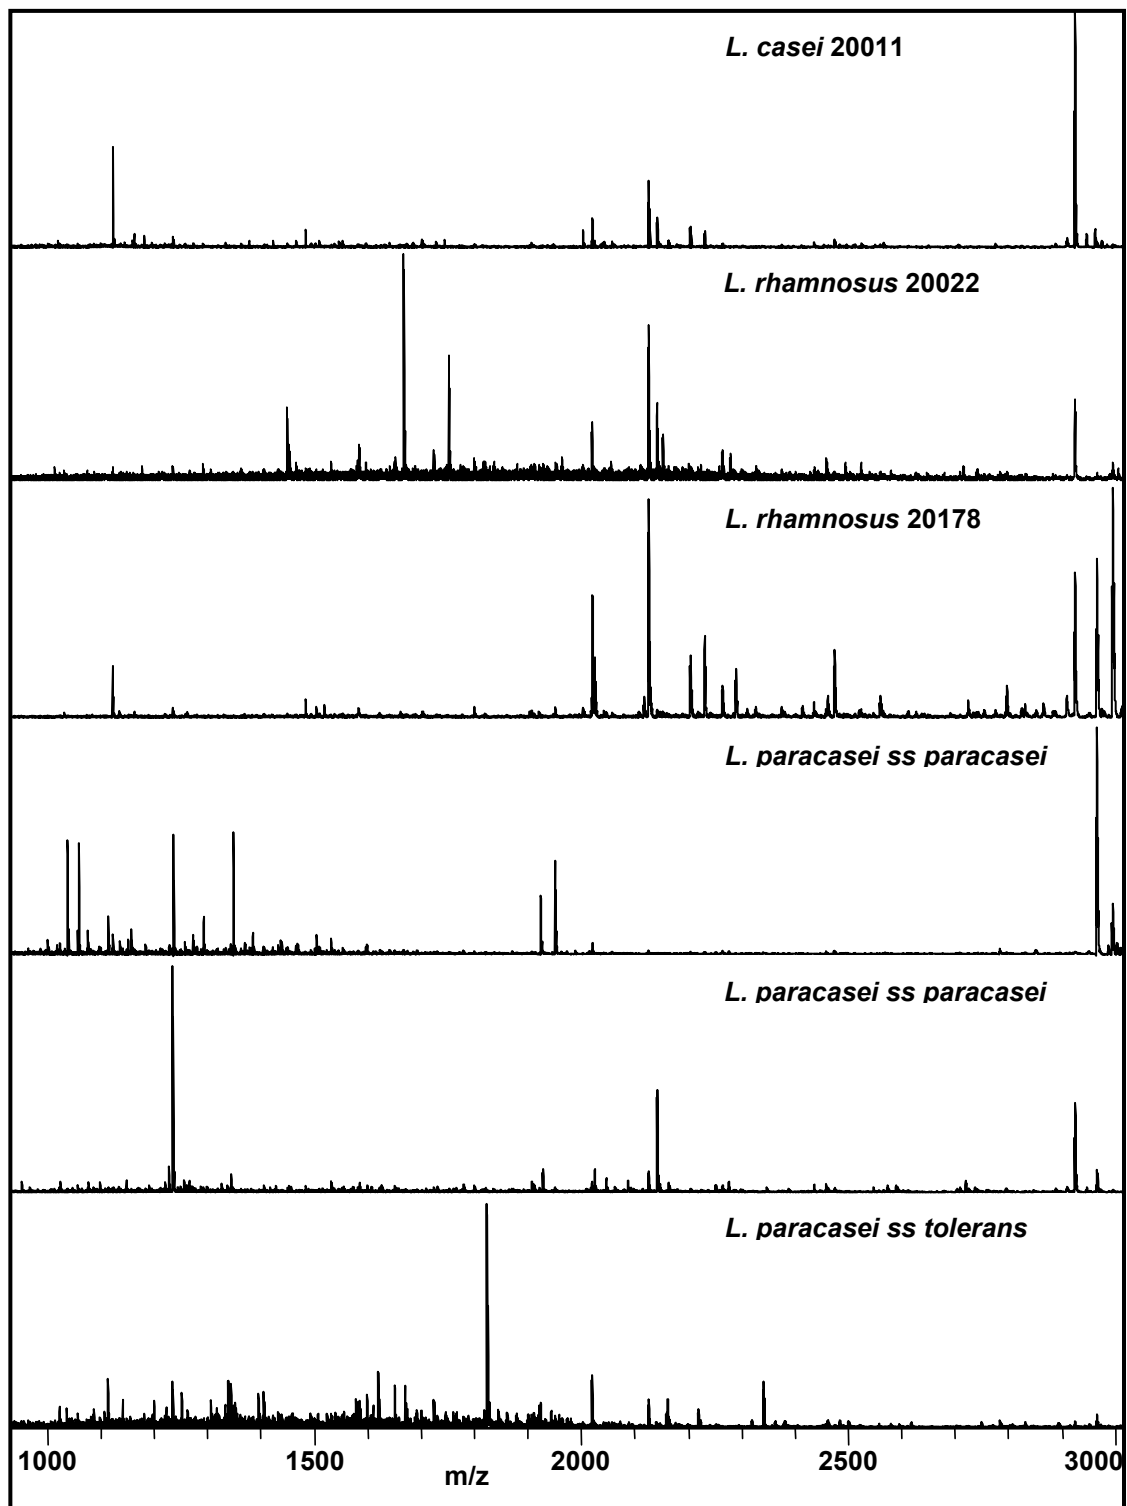 L. casei 20011
L. rhamnosus 20022
L. rhamnosus 20178
L. paracasei ss paracasei
L. paracasei ss paracasei
L. paracasei ss tolerans
1000 1500 2000 2500 3000
m/z